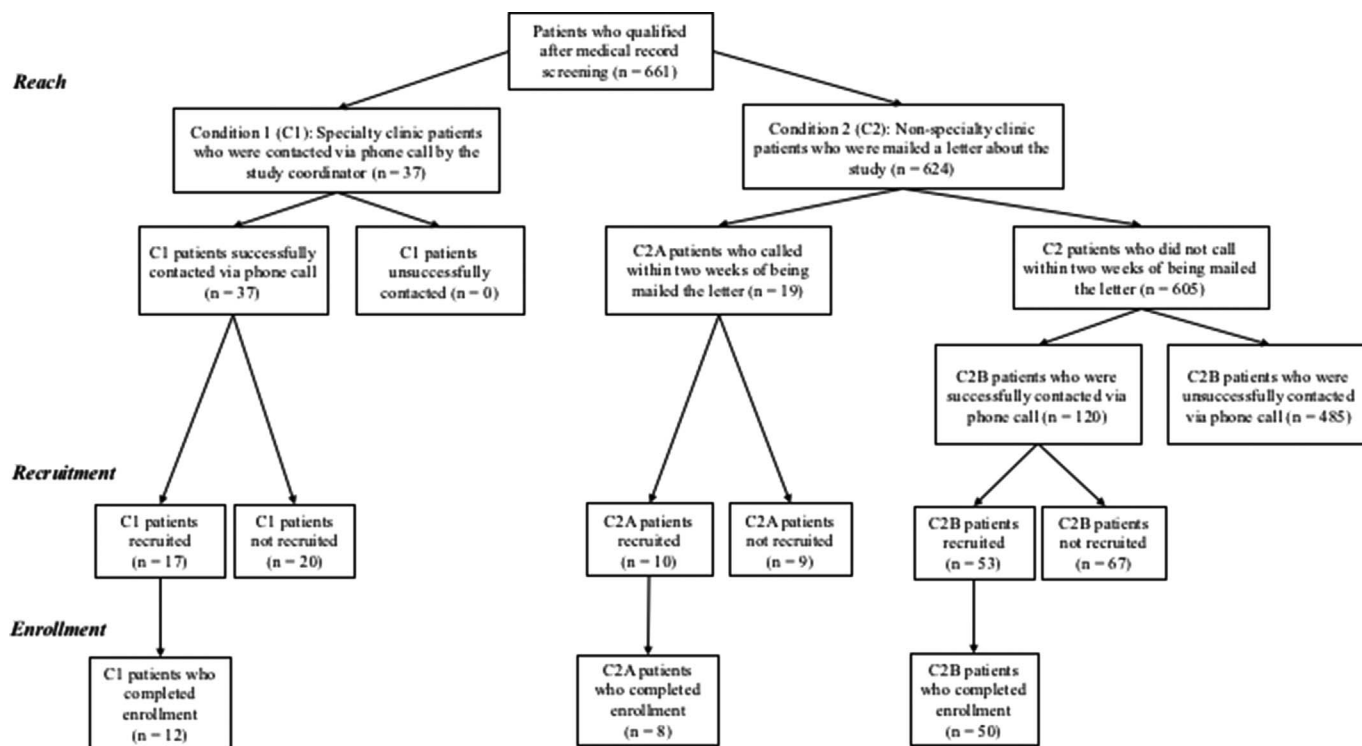 Patients who qualified
after medical record
screening (n = 661)
Reach
Condition 1 (C1): Specialty clinic patients
who were contacted via phone call by the
study coordinator (n = 37)
Condition 2 (C2): Non-specialty clinic
patients who were mailed a letter about the
study (n = 624)
C1 patients successfully
contacted via phone call
(n = 37)
C1 patients
unsuccessfully
contacted (n = 0)
C2A patients who called
within two weeks of being
mailed the letter (n = 19)
C2 patients who did not call
within two weeks of being mailed
the letter (n = 605)
C2B patients who were
successfully contacted via
phone call (n = 120)
C2B patients who were
unsuccessfully contacted
via phone call (n = 485)
Recruitment
C1 patients
recruited
(n = 17)
C1 patients
not recruited
(n = 20)
C2A patients
recruited
(n = 10)
C2A patients
not recruited
(n = 9)
C2B patients
recruited
(n = 53)
C2B patients
not recruited
(n = 67)
Enrollment
C1 patients who
completed
enrollment
(n = 12)
C2A patients
who completed
enrollment
(n = 8)
C2B patients
who completed
enrollment
(n = 50)